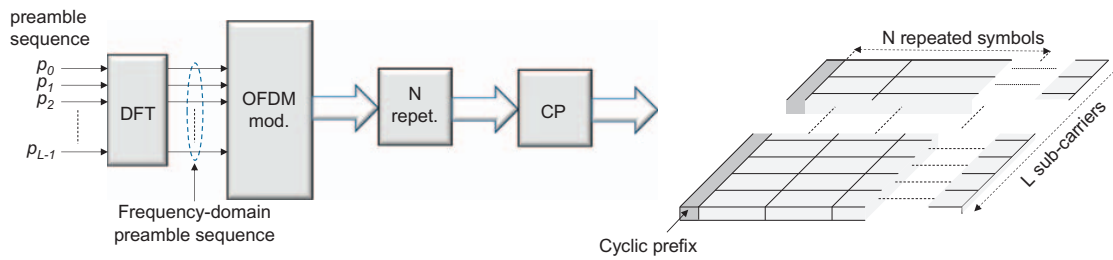 preamble
sequence
p0
p1
p2
pL-1
DFT
OFDM
mod.
N
repet.
CP
Frequency-domain
preamble sequence
N repeated symbols
L sub-carriers
Cyclic prefix